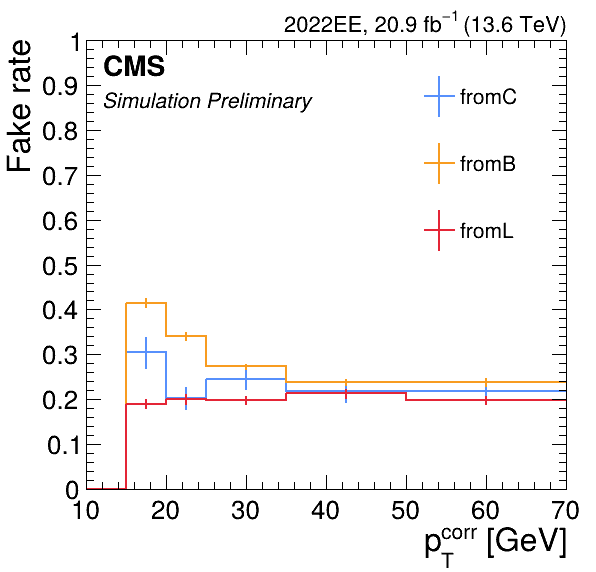 2022EE, 20.9 fb⁻¹ (13.6 TeV)
CMS
Simulation Preliminary
fromC
fromB
fromL
Fake rate
1
0.9
0.8
0.7
0.6
0.5
0.4
0.3
0.2
0.1
0
10 20 30 40 50 60 70
p_T^corr [GeV]